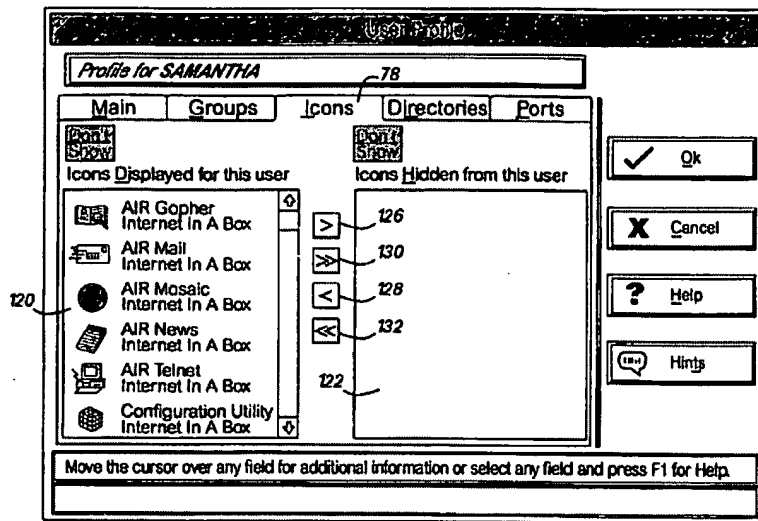 User Profile
Profile for SAMANTHA
78
Main Groups Icons Directories Ports
Don't Show
Don't Show
Icons Displayed for this user
Icons Hidden from this user
AIR Gopher
Internet In A Box
AIR Mail
Internet In A Box
AIR Mosaic
Internet In A Box
AIR News
Internet In A Box
AIR Telnet
Internet In A Box
Configuration Utility
Internet In A Box
120
> 126
>> 130
< 128
<< 132
122
Ok
X Cancel
? Help
Hints
Move the cursor over any field for additional information or select any field and press F1 for Help.